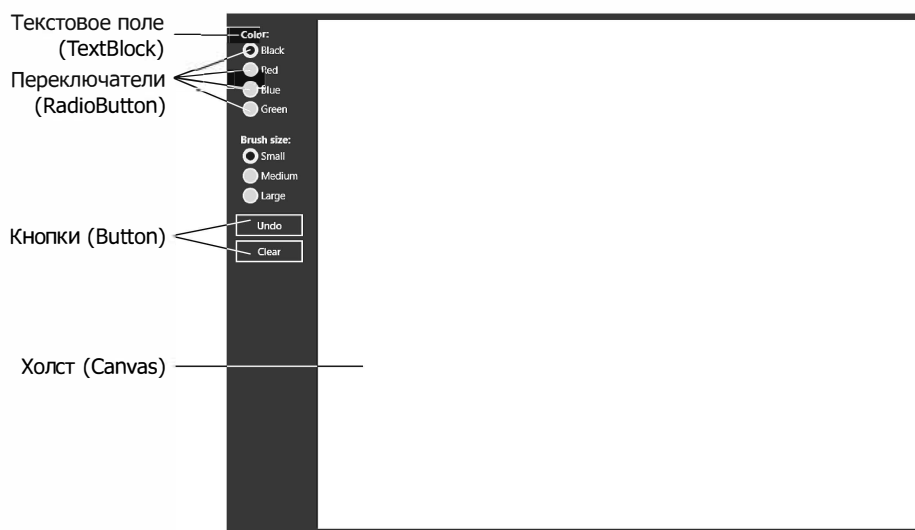 Текстовое поле
(TextBlock)
Переключатели
(RadioButton)
Кнопки (Button)
Холст (Canvas)
Color:
Black
Red
Blue
Green
Brush size:
Small
Medium
Large
Undo
Clear